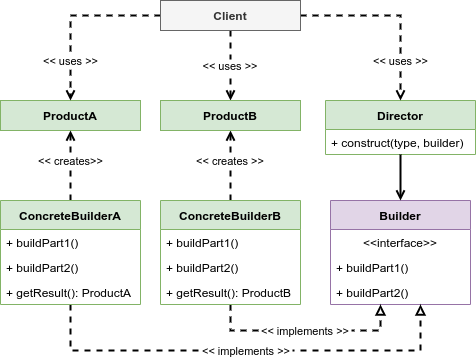 Client
<< uses >>
<< uses >>
<< uses >>
ProductA
ProductB
Director
+ construct(type, builder)
<< creates>>
<< creates >>
ConcreteBuilderA
+ buildPart1()
+ buildPart2()
+ getResult(): ProductA
ConcreteBuilderB
+ buildPart1()
+ buildPart2()
+ getResult(): ProductB
Builder
<<interface>>
+ buildPart1()
+ buildPart2()
<< implements >>
<< implements >>